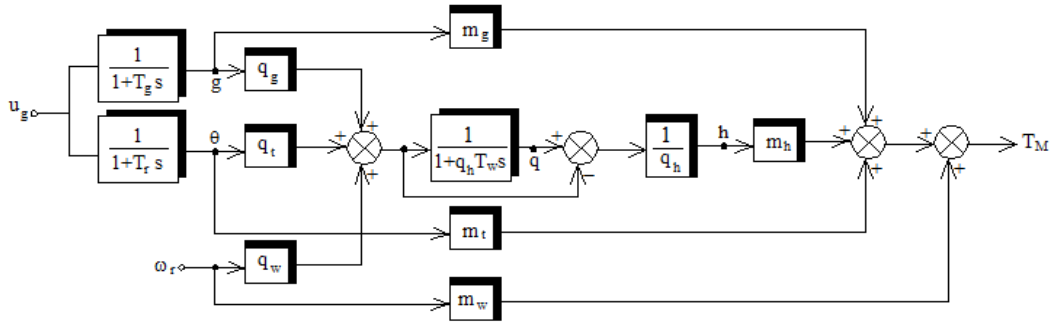 m_g
u_g
1
1+T_g s
g
q_g
+
1
1+T_r s
θ
q_t
+
+
+
1
1+q_h T_w s
q
+
−
1
q_h
h
m_h
+
+
+
+
+
T_M
m_t
ω_r
q_w
m_w